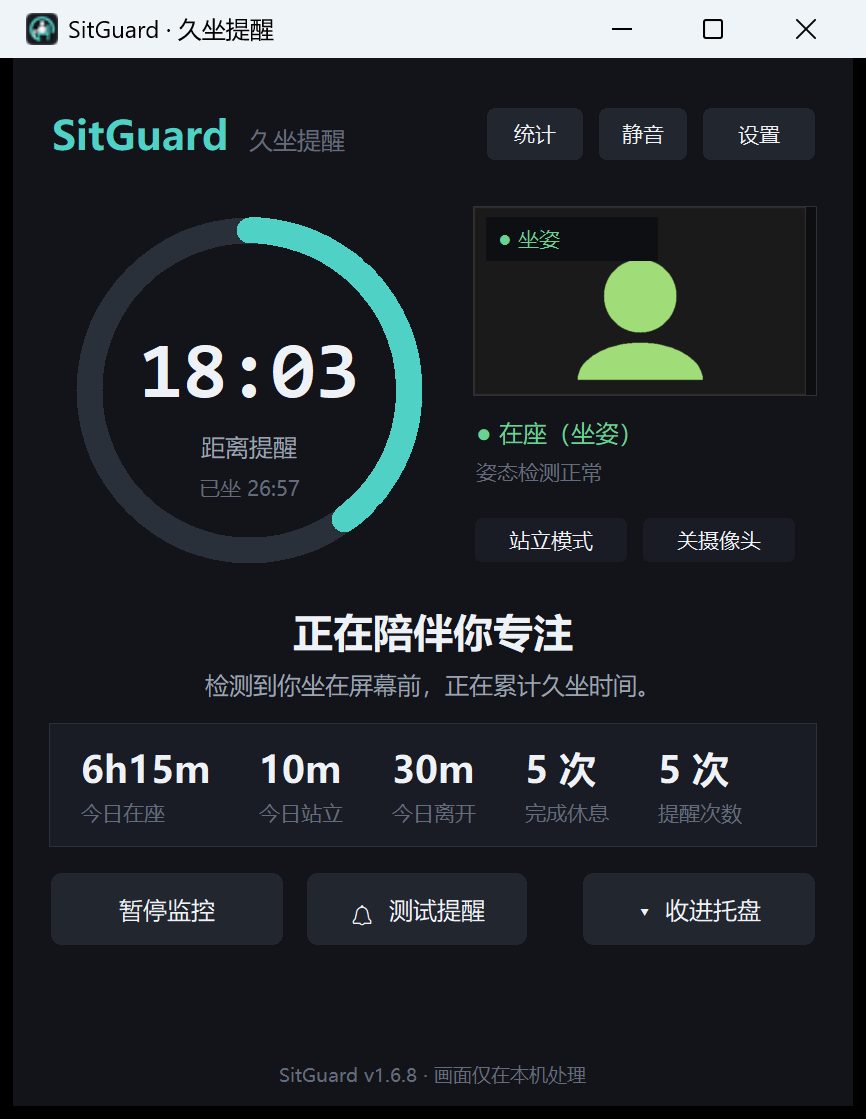 SitGuard · 久坐提醒
SitGuard 久坐提醒
统计 静音 设置
坐姿
18:03
距离提醒
已坐 26:57
在座（坐姿）
姿态检测正常
站立模式 关摄像头
正在陪伴你专注
检测到你坐在屏幕前，正在累计久坐时间。
6h15m 10m 30m 5 次 5 次
今日在座 今日站立 今日离开 完成休息 提醒次数
暂停监控 测试提醒 收进托盘
SitGuard v1.6.8 · 画面仅在本机处理